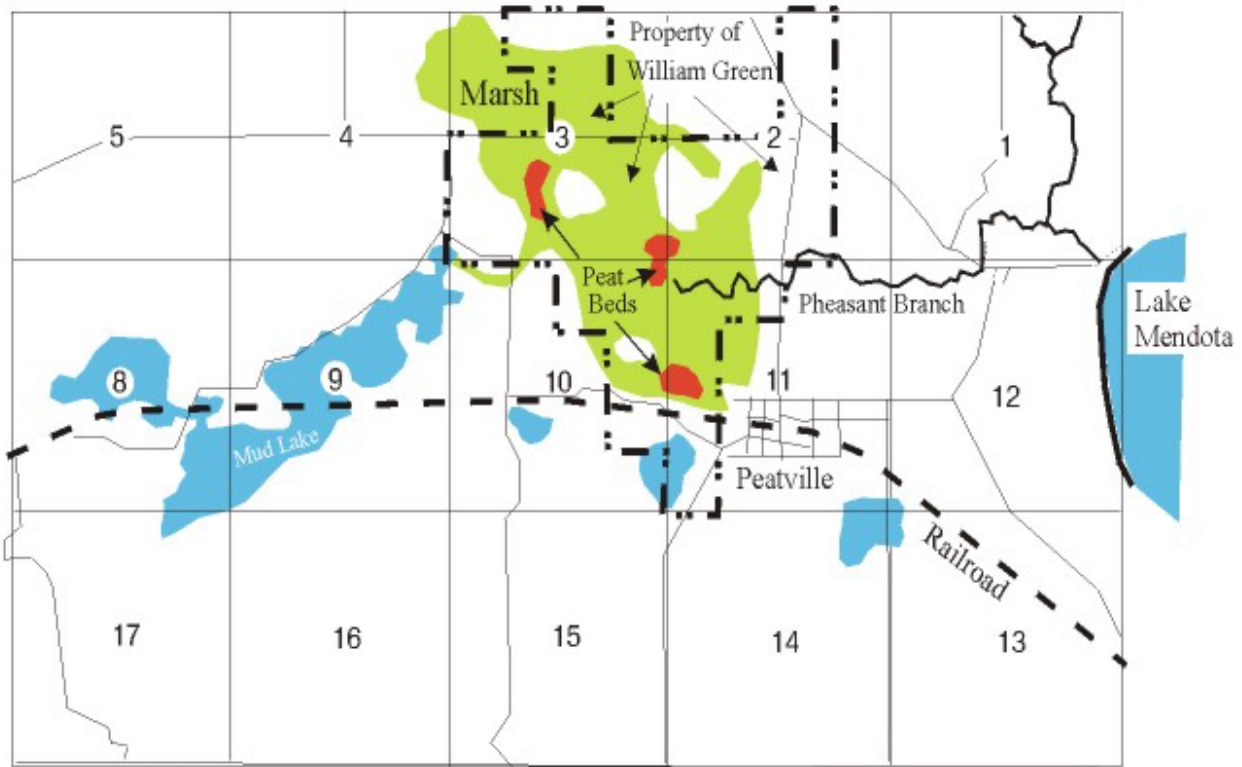 Property of
William Green
Marsh
5
4
3
2
1
Peat
Beds
Pheasant Branch
Lake
Mendota
8
9
10
11
12
Mud Lake
Peatville
Railroad
17
16
15
14
13